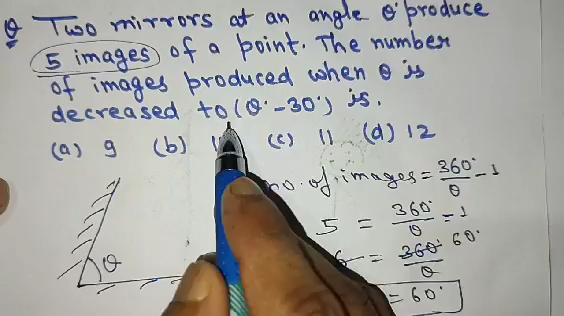 Q Two mirrors at an angle θ° produce
5 images of a point. The number
of images produced when θ is
decreased to (θ° - 30°) is.
(a) 9 (b) (c) 11 (d) 12
no. of images = 360°/θ - 1
5 = 360°/θ - 1
6 = 360° 60°/θ
θ
= 60°